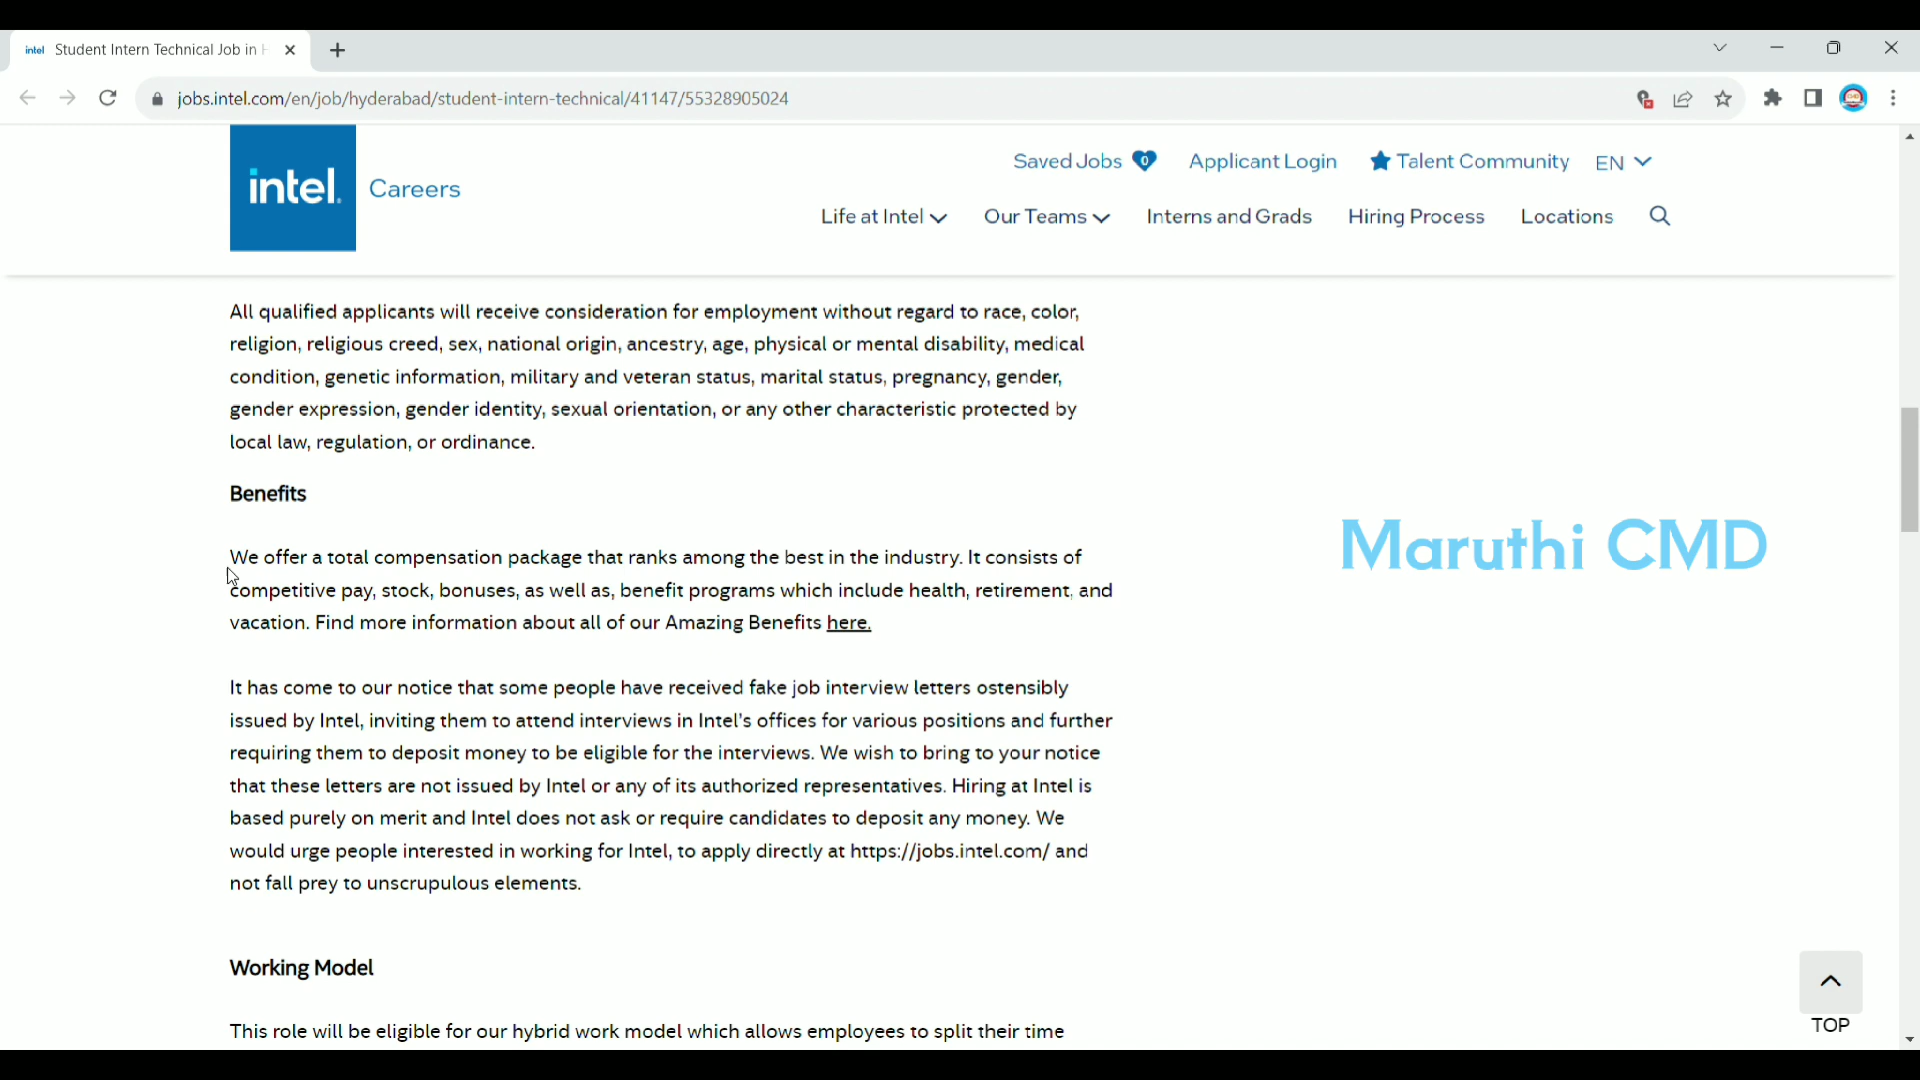 intel Student Intern Technical Job in H
jobs.intel.com/en/job/hyderabad/student-intern-technical/41147/55328905024
Saved Jobs 0 Applicant Login Talent Community EN
intel. Careers
Life at Intel Our Teams Interns and Grads Hiring Process Locations
All qualified applicants will receive consideration for employment without regard to race, color,
religion, religious creed, sex, national origin, ancestry, age, physical or mental disability, medical
condition, genetic information, military and veteran status, marital status, pregnancy, gender,
gender expression, gender identity, sexual orientation, or any other characteristic protected by
local law, regulation, or ordinance.
Benefits
We offer a total compensation package that ranks among the best in the industry. It consists of
competitive pay, stock, bonuses, as well as, benefit programs which include health, retirement, and
vacation. Find more information about all of our Amazing Benefits here.
Maruthi CMD
It has come to our notice that some people have received fake job interview letters ostensibly
issued by Intel, inviting them to attend interviews in Intel's offices for various positions and further
requiring them to deposit money to be eligible for the interviews. We wish to bring to your notice
that these letters are not issued by Intel or any of its authorized representatives. Hiring at Intel is
based purely on merit and Intel does not ask or require candidates to deposit any money. We
would urge people interested in working for Intel, to apply directly at https://jobs.intel.com/ and
not fall prey to unscrupulous elements.
Working Model
This role will be eligible for our hybrid work model which allows employees to split their time
TOP